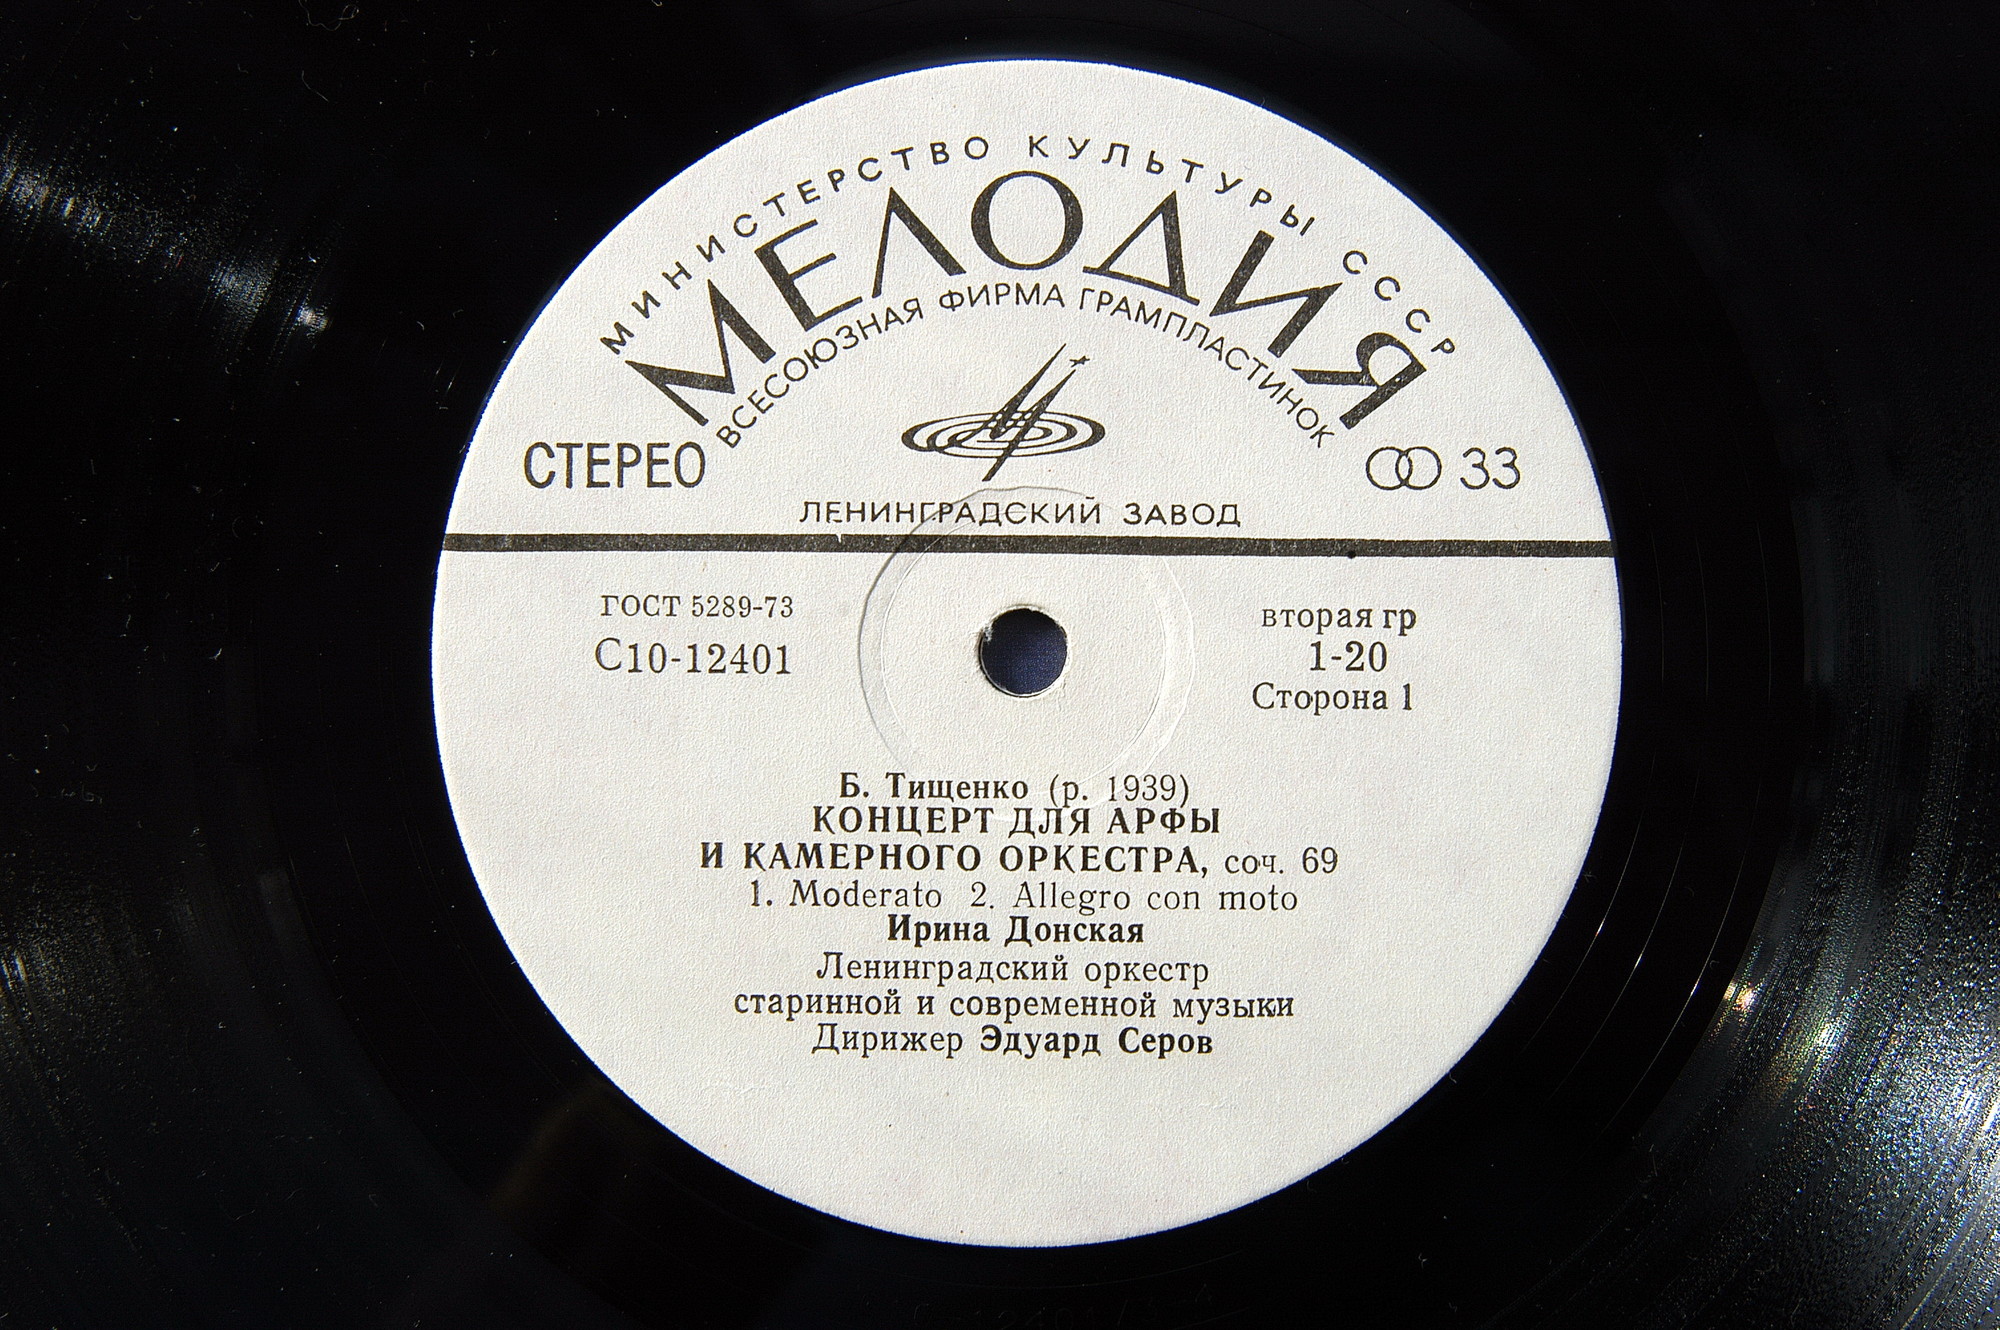 МИНИСТЕРСТВО КУЛЬТУРЫ СССР
МЕЛОДИЯ
ВСЕСОЮЗНАЯ ФИРМА ГРАМПЛАСТИНОК
СТЕРЕО
33
ЛЕНИНГРАДСКИЙ ЗАВОД
ГОСТ 5289-73
С10-12401
вторая гр
1-20
Сторона 1
Б. Тищенко (р. 1939)
КОНЦЕРТ ДЛЯ АРФЫ
И КАМЕРНОГО ОРКЕСТРА, соч. 69
1. Moderato 2. Allegro con moto
Ирина Донская
Ленинградский оркестр
старинной и современной музыки
Дирижер Эдуард Серов